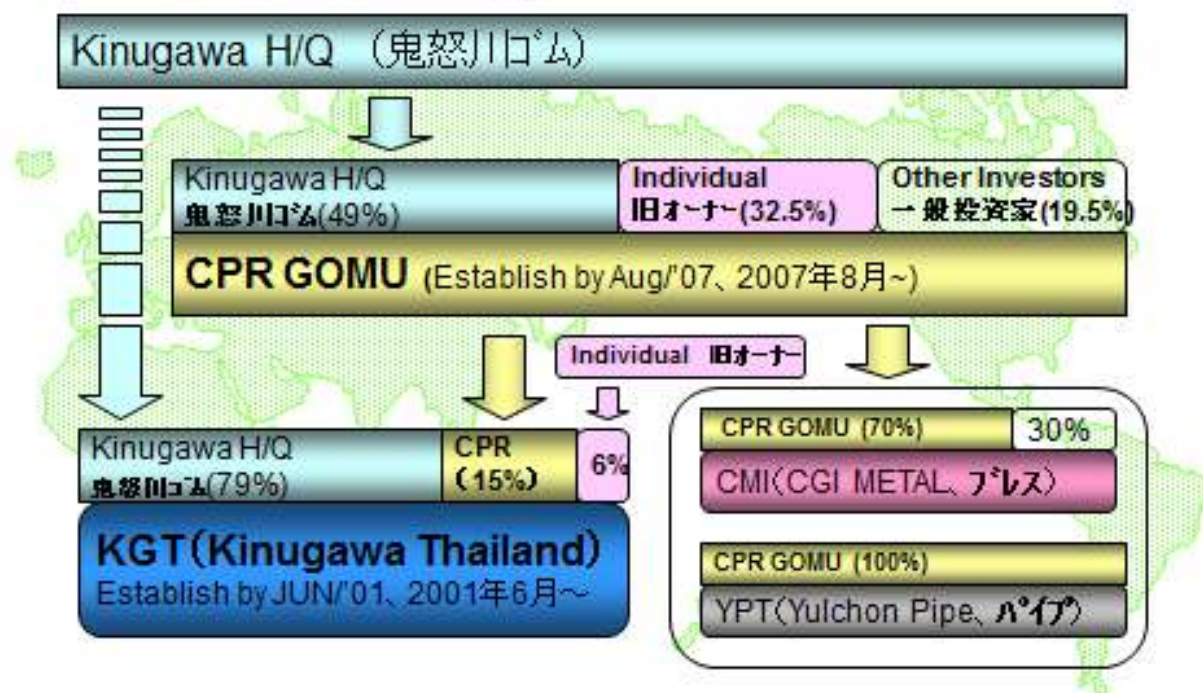 Kinugawa H/Q （鬼怒川ゴム）
Kinugawa H/Q
鬼怒川ゴム(49%)
Individual
旧オーナー(32.5%)
Other Investors
一般投資家(19.5%)
CPR GOMU (Establish by Aug/'07、2007年8月~)
Individual 旧オーナー
Kinugawa H/Q
鬼怒川ゴム(79%)
CPR
(15%)
6%
KGT(Kinugawa Thailand)
Establish by JUN/'01、2001年6月～
CPR GOMU (70%)
30%
CMI(CGI METAL、プレス)
CPR GOMU (100%)
YPT(Yulchon Pipe、パイプ)